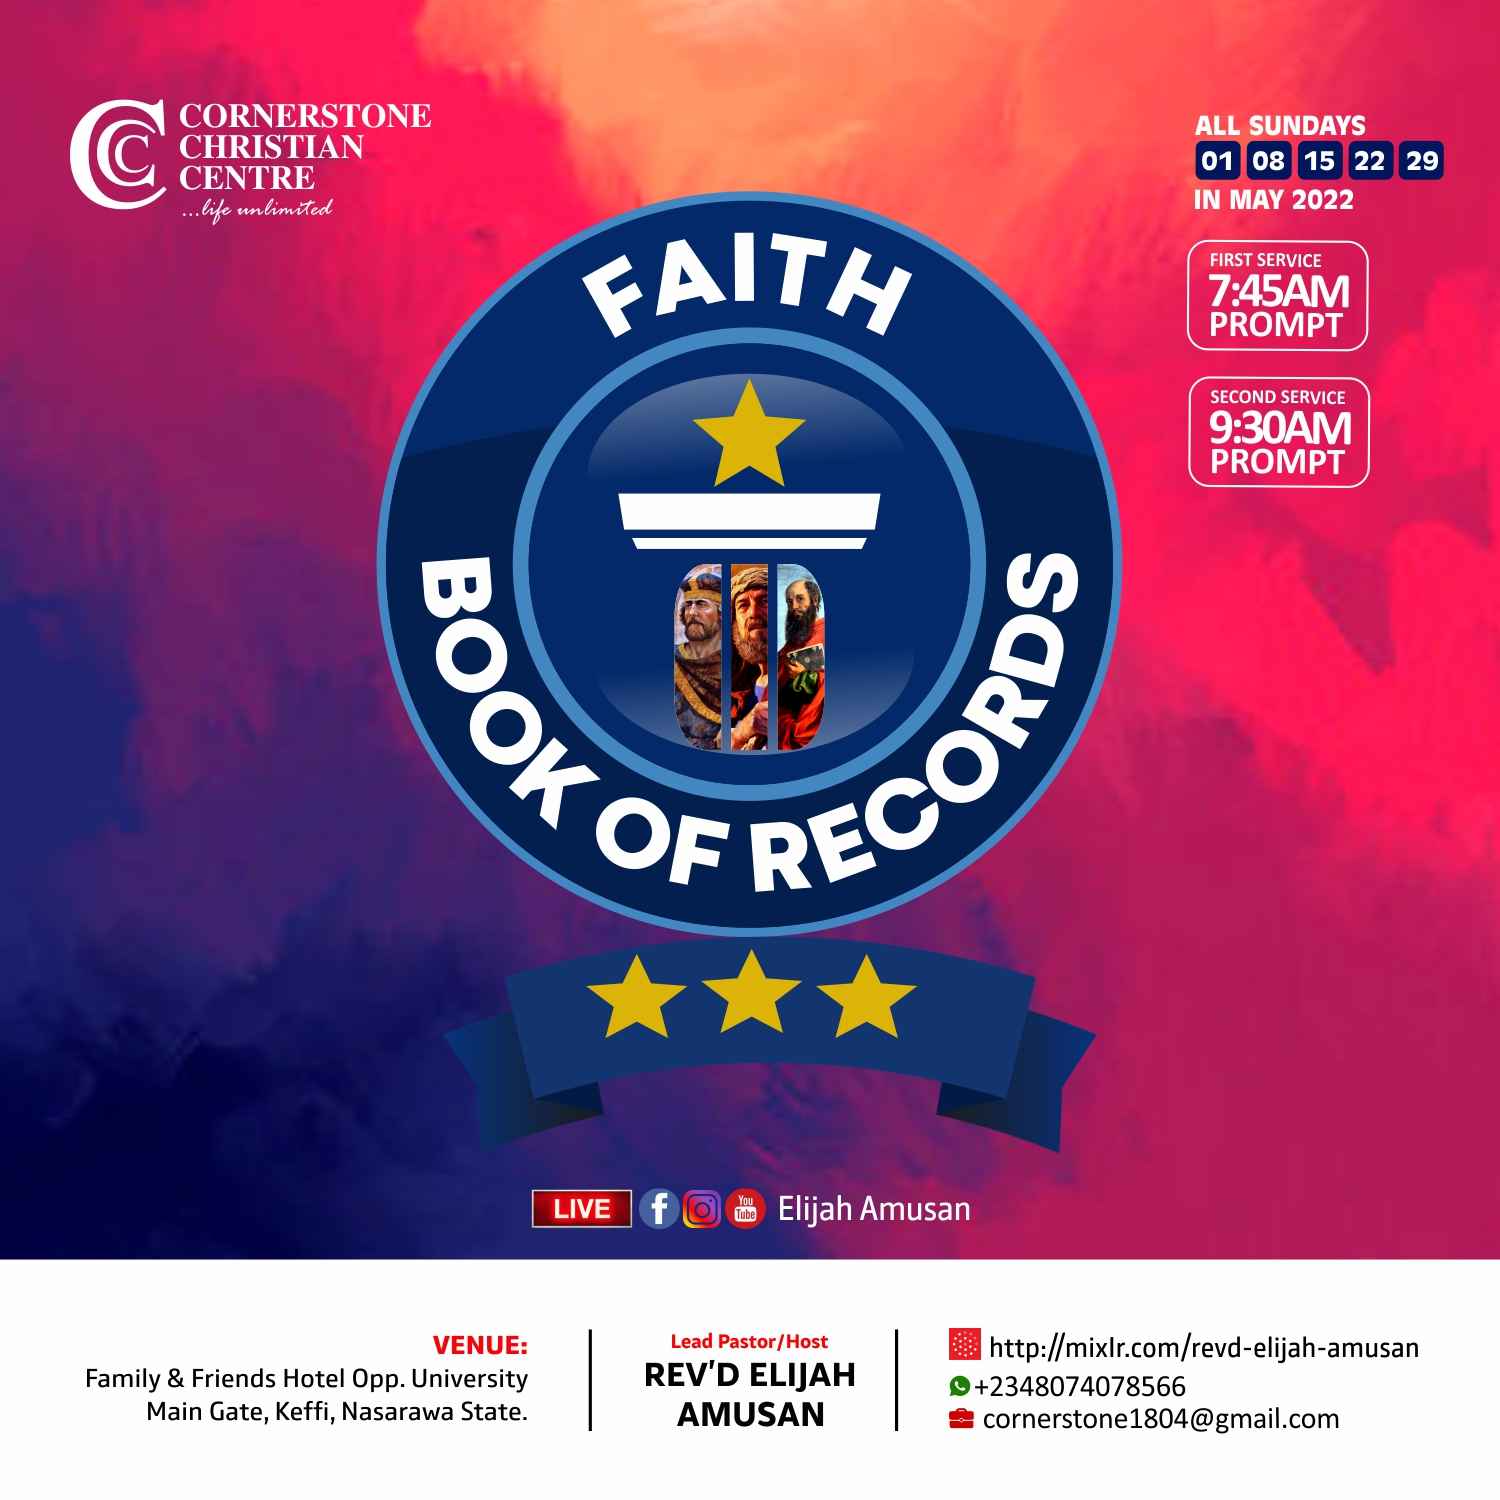 CORNERSTONE
CHRISTIAN
CENTRE
...life unlimited
ALL SUNDAYS
01 08 15 22 29
IN MAY 2022
FIRST SERVICE
7:45AM
PROMPT
SECOND SERVICE
9:30AM
PROMPT
FAITH
BOOK OF RECORDS
LIVE f You Tube Elijah Amusan
VENUE:
Family & Friends Hotel Opp. University
Main Gate, Keffi, Nasarawa State.
Lead Pastor/Host
REV'D ELIJAH
AMUSAN
http://mixlr.com/revd-elijah-amusan
+2348074078566
cornerstone1804@gmail.com